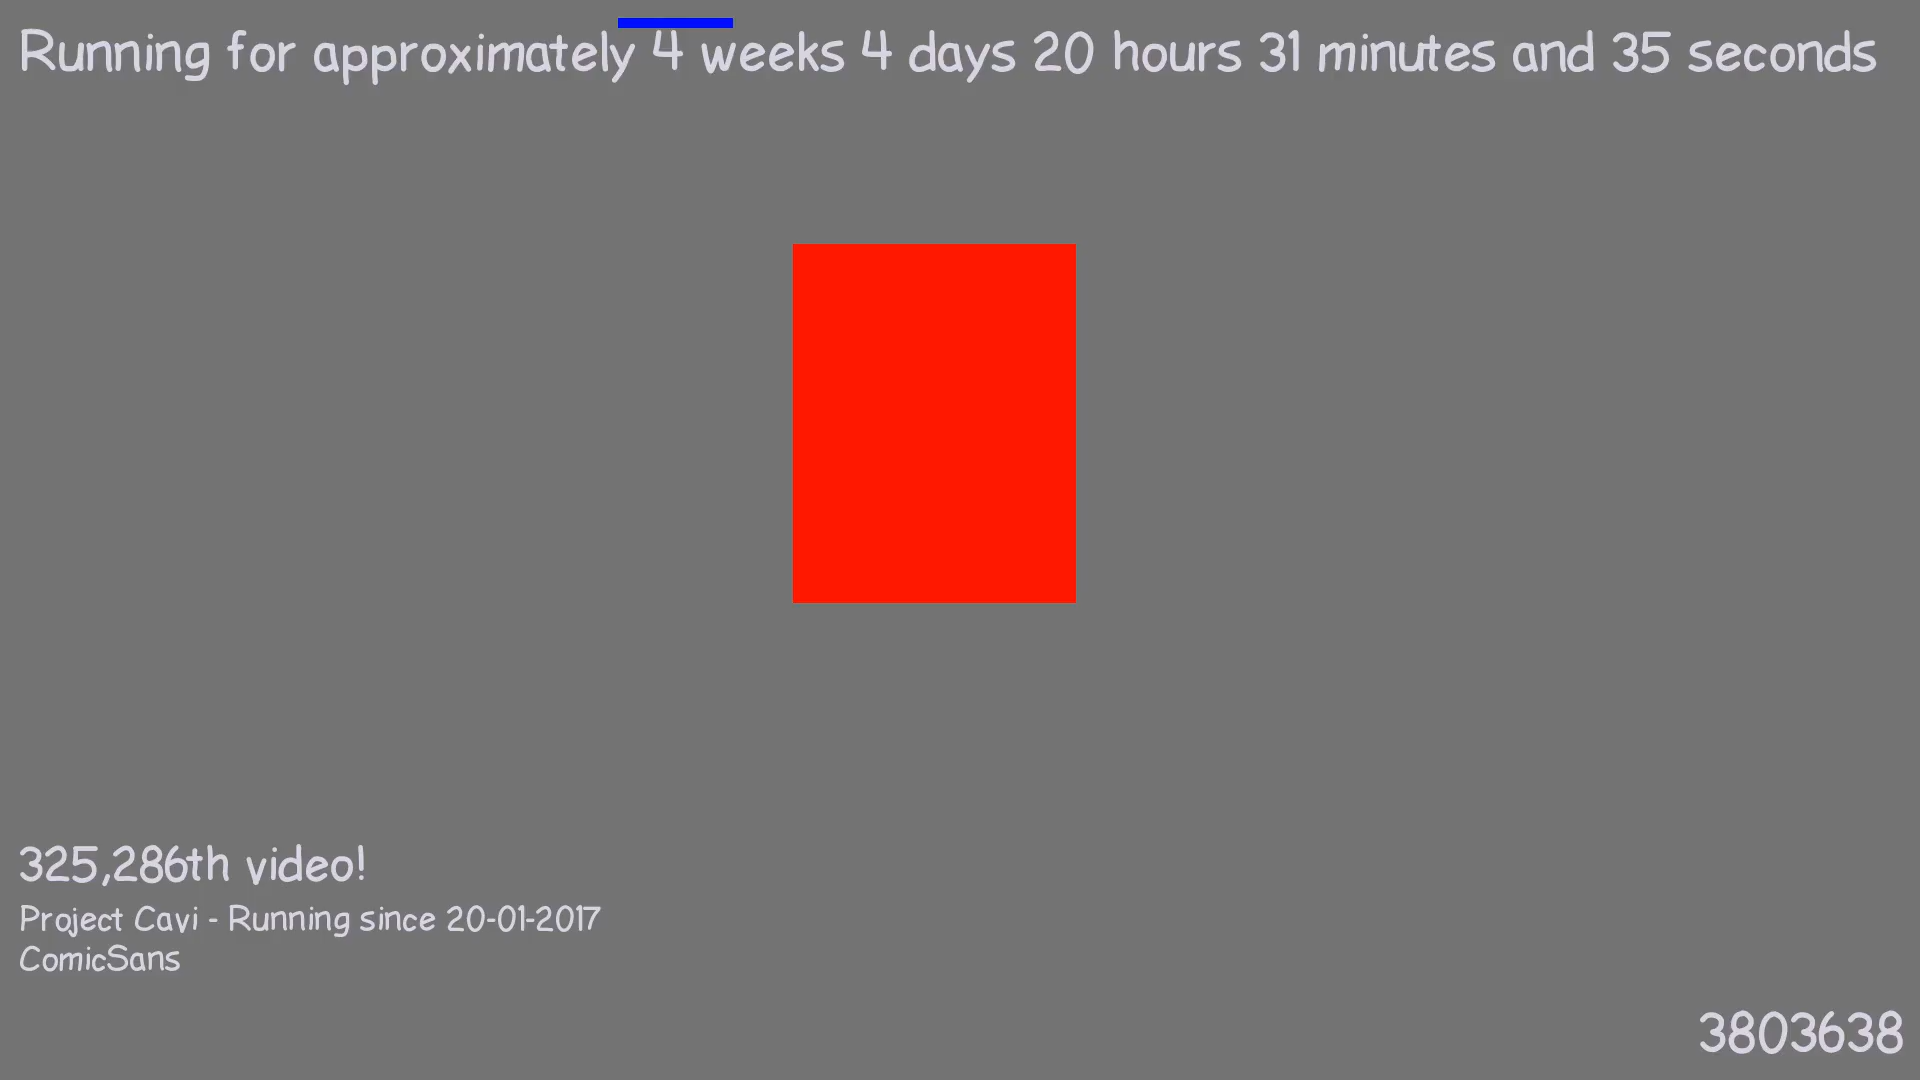 Running for approximately 4 weeks 4 days 20 hours 31 minutes and 35 seconds
325,286th video!
Project Cavi - Running since 20-01-2017
ComicSans
3803638